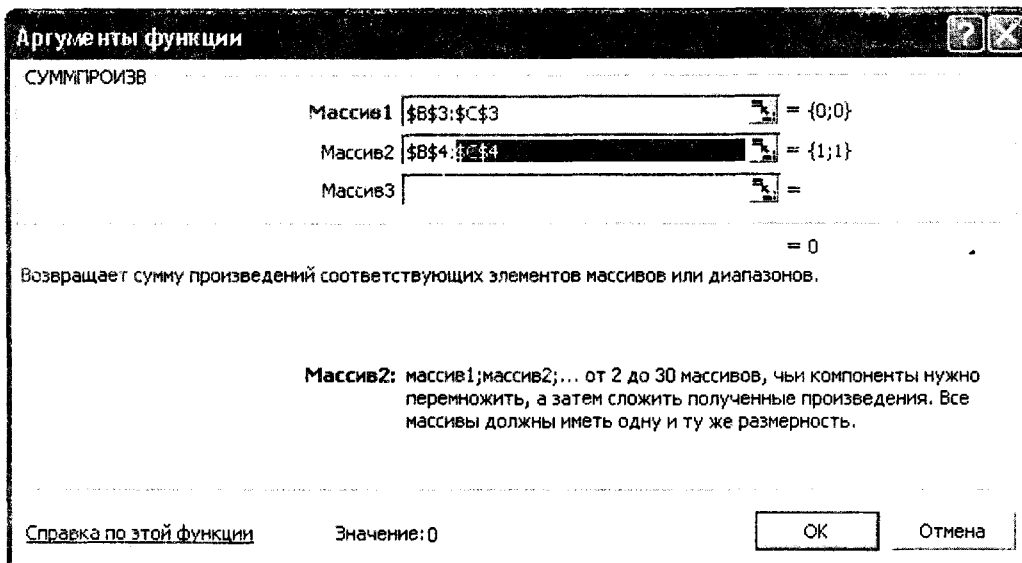 Аргументы функции
СУММПРОИЗВ
Массив1 $B$3:$C$3 = {0;0}
Массив2 $B$4:$C$4 = {1;1}
Массив3 =
= 0
Возвращает сумму произведений соответствующих элементов массивов или диапазонов.
Массив2: массив1;массив2;... от 2 до 30 массивов, чьи компоненты нужно
перемножить, а затем сложить полученные произведения. Все
массивы должны иметь одну и ту же размерность.
Справка по этой функции Значение:0 ОК Отмена